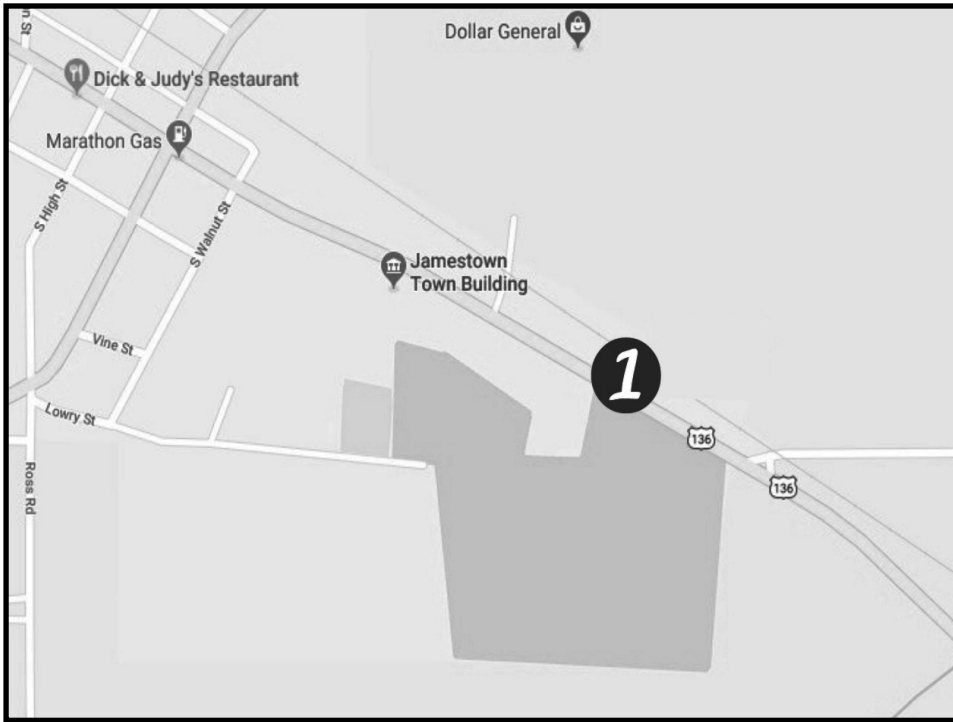 n St
Dollar General
Dick & Judy's Restaurant
Marathon Gas
S High St
S Walnut St
Jamestown
Town Building
Vine St
1
Lowry St
136
Ross Rd
136